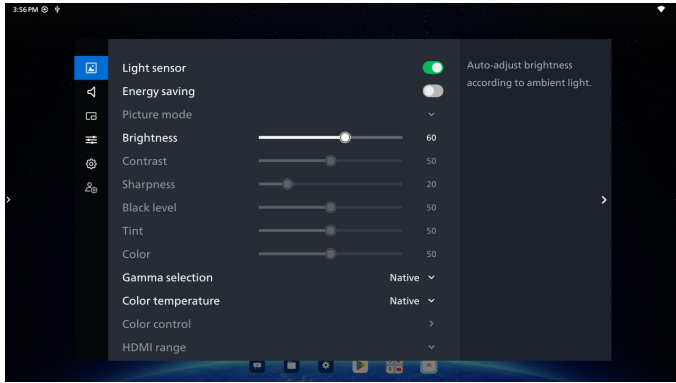 3:56 PM
Light sensor
Energy saving
Picture mode
Brightness 60
Contrast 50
Sharpness 20
Black level 50
Tint 50
Color 50
Gamma selection Native
Color temperature Native
Color control
HDMI range
Auto-adjust brightness
according to ambient light.